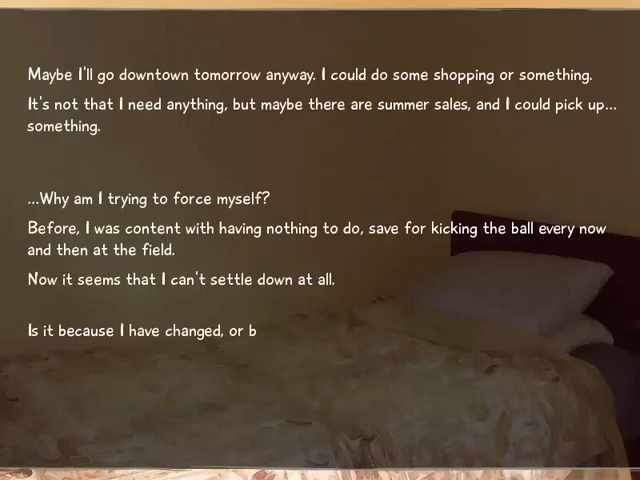 Maybe I'll go downtown tomorrow anyway. I could do some shopping or something.
It's not that I need anything, but maybe there are summer sales, and I could pick up...
something.
...Why am I trying to force myself?
Before, I was content with having nothing to do, save for kicking the ball every now
and then at the field.
Now it seems that I can't settle down at all.
Is it because I have changed, or b